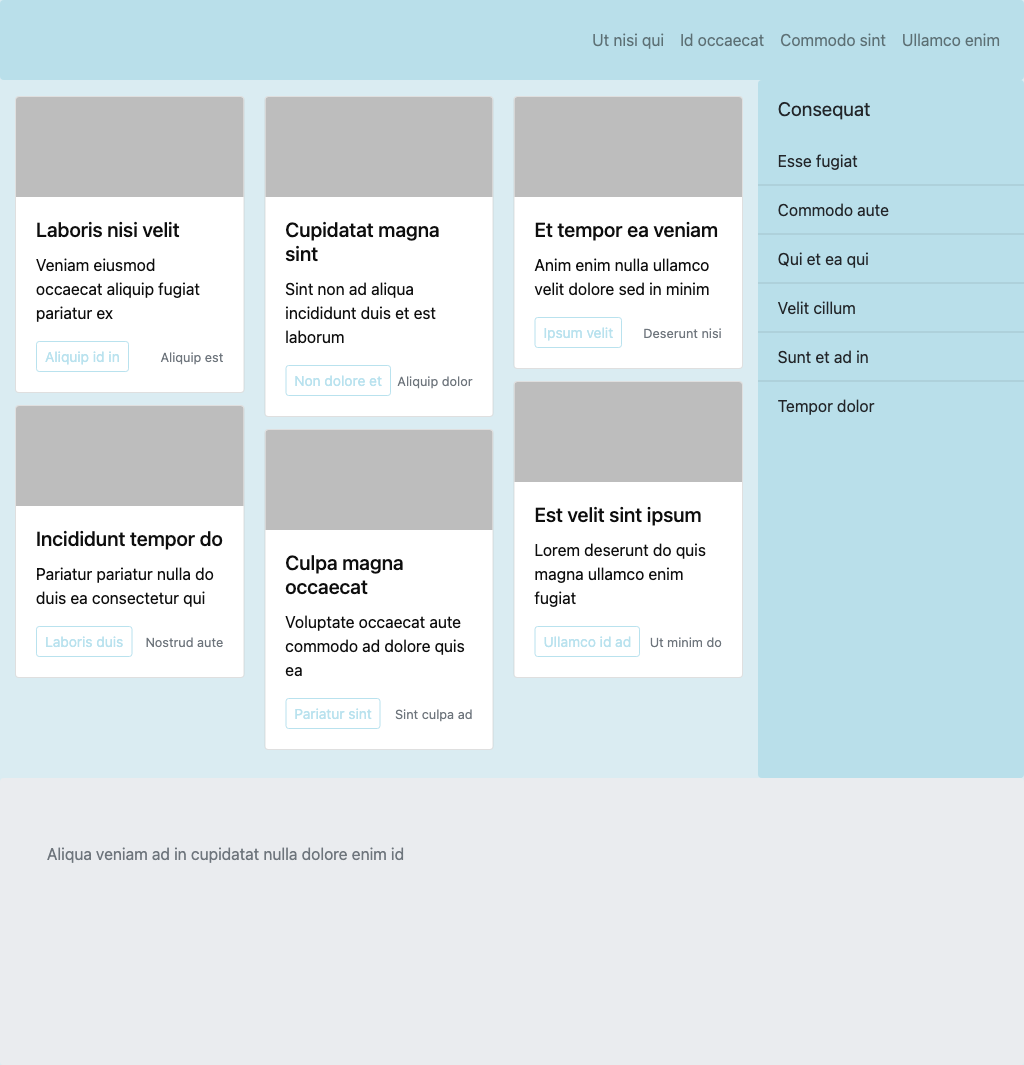 Ut nisi qui
Id occaecat
Commodo sint
Ullamco enim
Laboris nisi velit
Veniam eiusmod
occaecat aliquip fugiat
pariatur ex
Aliquip id in
Aliquip est
Incididunt tempor do
Pariatur pariatur nulla do
duis ea consectetur qui
Laboris duis
Nostrud aute
Cupidatat magna
sint
Sint non ad aliqua
incididunt duis et est
laborum
Non dolore et
Aliquip dolor
Culpa magna
occaecat
Voluptate occaecat aute
commodo ad dolore quis
ea
Pariatur sint
Sint culpa ad
Et tempor ea veniam
Anim enim nulla ullamco
velit dolore sed in minim
Ipsum velit
Deserunt nisi
Est velit sint ipsum
Lorem deserunt do quis
magna ullamco enim
fugiat
Ullamco id ad
Ut minim do
Consequat
Esse fugiat
Commodo aute
Qui et ea qui
Velit cillum
Sunt et ad in
Tempor dolor
Aliqua veniam ad in cupidatat nulla dolore enim id